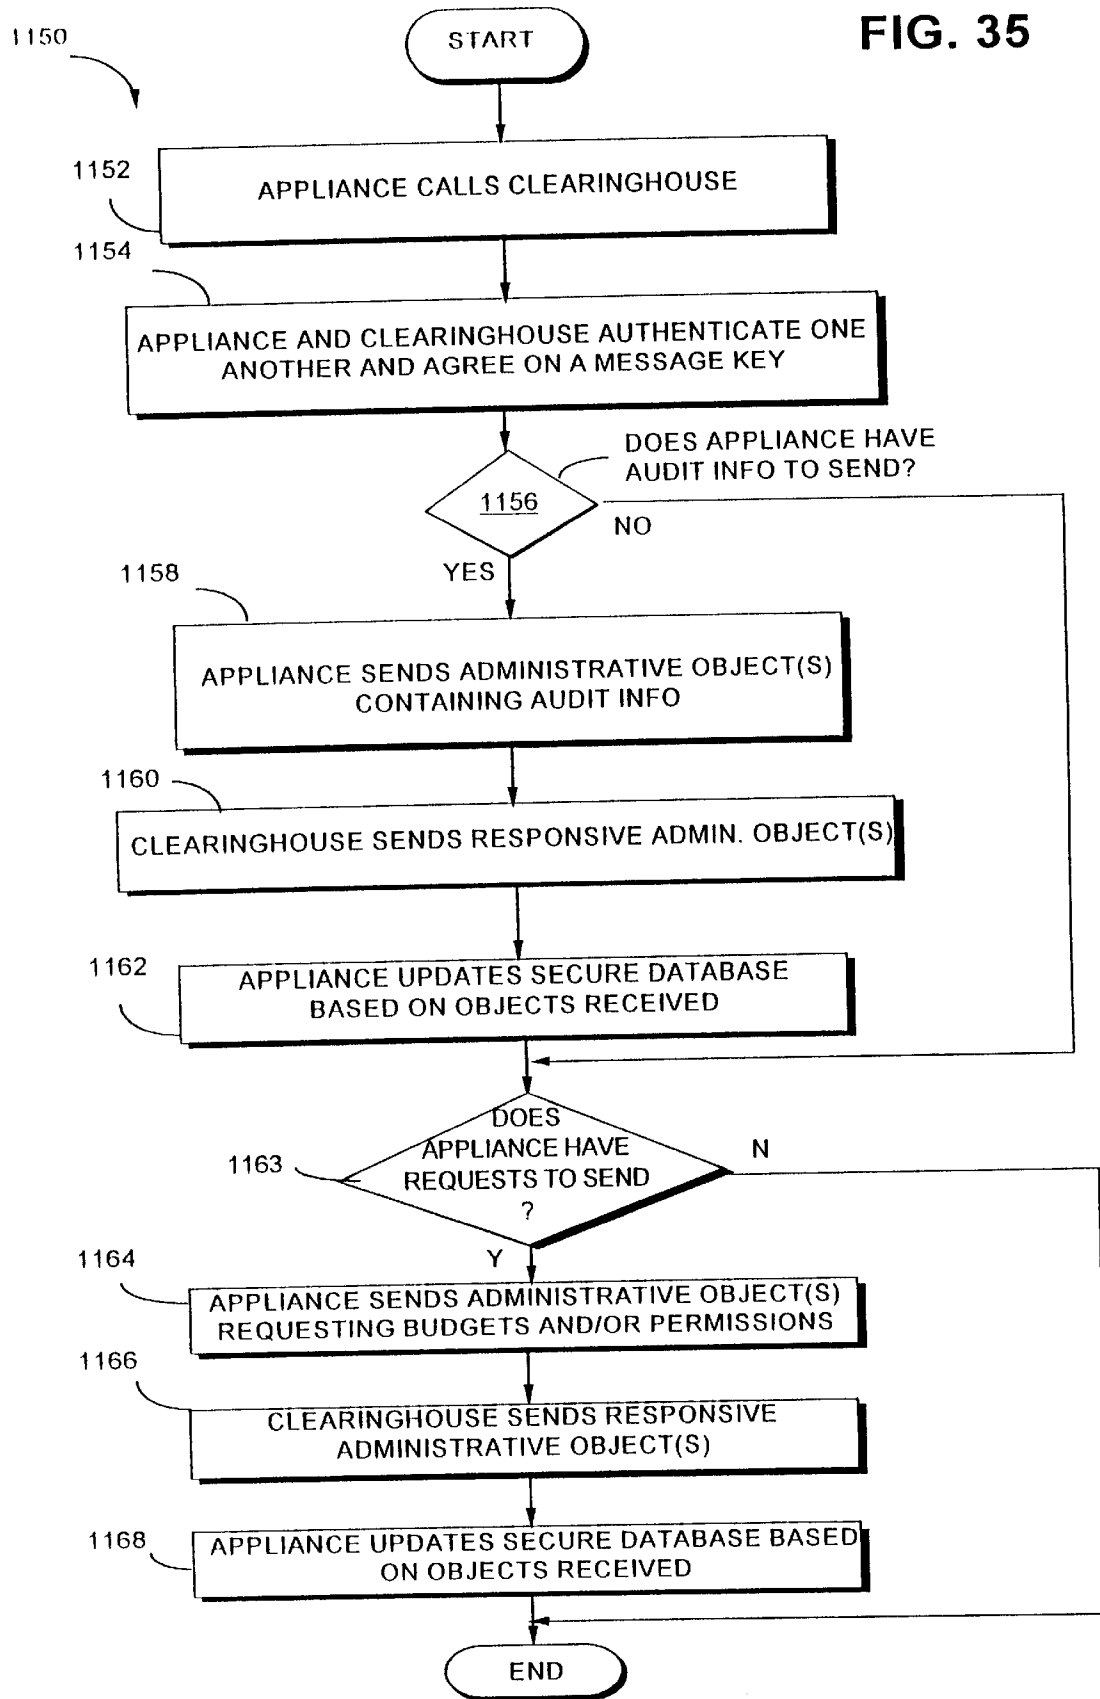 FIG. 35
1150
START
1152
APPLIANCE CALLS CLEARINGHOUSE
1154
APPLIANCE AND CLEARINGHOUSE AUTHENTICATE ONE
ANOTHER AND AGREE ON A MESSAGE KEY
DOES APPLIANCE HAVE
AUDIT INFO TO SEND?
1156
NO
YES
1158
APPLIANCE SENDS ADMINISTRATIVE OBJECT(S)
CONTAINING AUDIT INFO
1160
CLEARINGHOUSE SENDS RESPONSIVE ADMIN. OBJECT(S)
1162
APPLIANCE UPDATES SECURE DATABASE
BASED ON OBJECTS RECEIVED
DOES
APPLIANCE HAVE
REQUESTS TO SEND
?
1163
N
Y
1164
APPLIANCE SENDS ADMINISTRATIVE OBJECT(S)
REQUESTING BUDGETS AND/OR PERMISSIONS
1166
CLEARINGHOUSE SENDS RESPONSIVE
ADMINISTRATIVE OBJECT(S)
1168
APPLIANCE UPDATES SECURE DATABASE BASED
ON OBJECTS RECEIVED
END